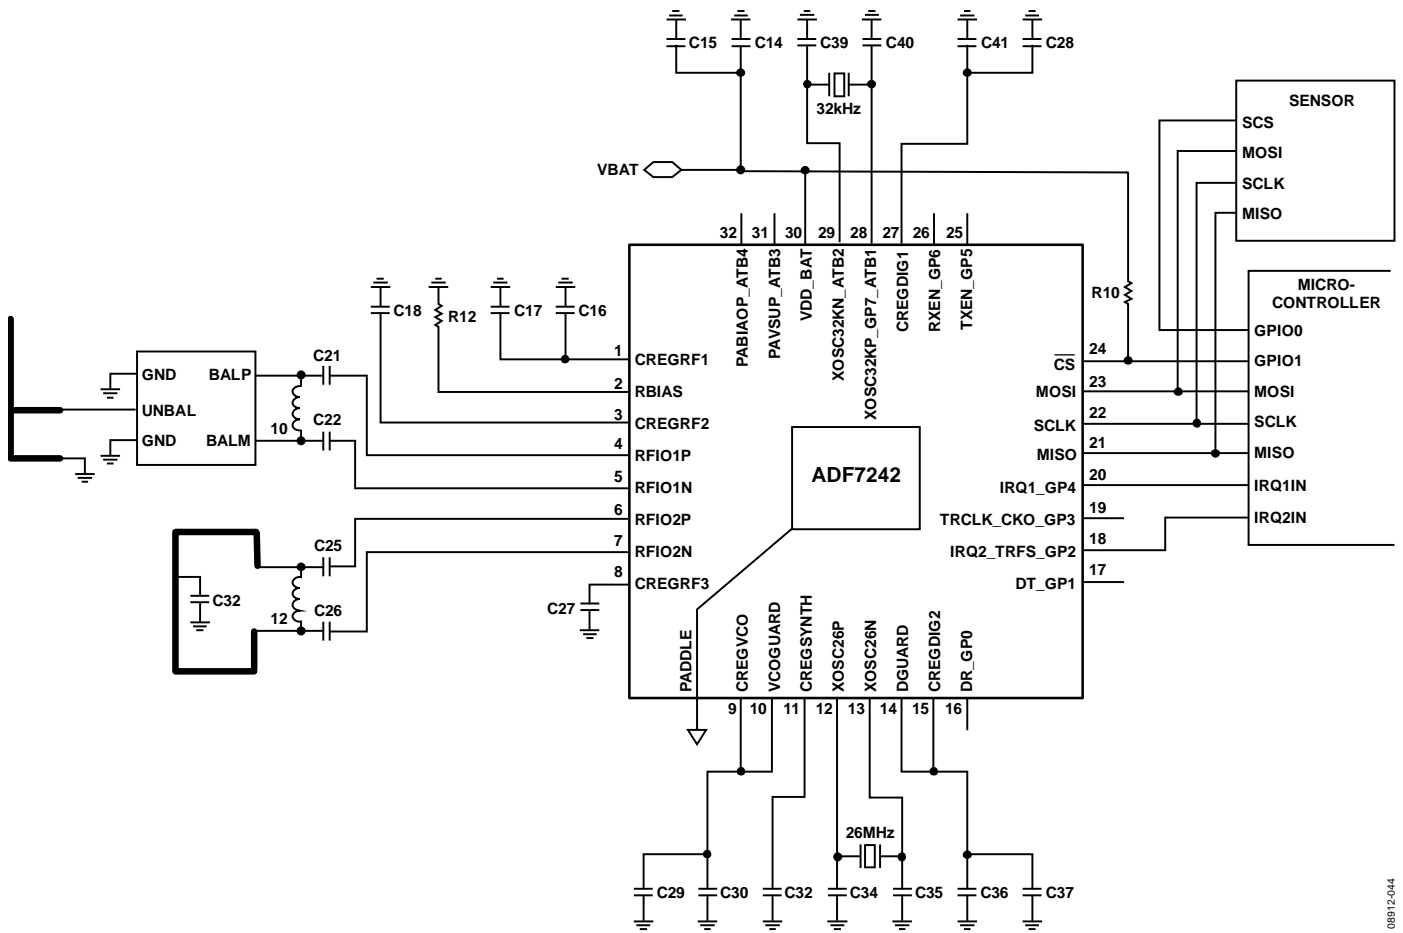 C15 C14 C39 C40 C41 C28
32kHz
VBAT
SENSOR
SCS
MOSI
SCLK
MISO
32 31 30 29 28 27 26 25
PABIAOP_ATB4
PAVSUP_ATB3
VDD_BAT
XOSC32KN_ATB2
XOSC32KP_GP7_ATB1
CREGDIG1
RXEN_GP6
TXEN_GP5
MICRO-
CONTROLLER
GPIO0
GPIO1
MOSI
SCLK
MISO
IRQ1IN
IRQ2IN
R10
C18 R12 C17 C16
GND BALP
UNBAL
GND BALM
C21
C22
10
C25
C26
12
C32
C27
1 CREGRF1
2 RBIAS
3 CREGRF2
4 RFIO1P
5 RFIO1N
6 RFIO2P
7 RFIO2N
8 CREGRF3
ADF7242
CS 24
MOSI 23
SCLK 22
MISO 21
IRQ1_GP4 20
TRCLK_CKO_GP3 19
IRQ2_TRFS_GP2 18
DT_GP1 17
PADDLE
CREGVCO
VCOGUARD
CREGSYNTH
XOSC26P
XOSC26N
DGUARD
CREGDIG2
DR_GP0
9 10 11 12 13 14 15 16
26MHz
C29 C30 C32 C34 C35 C36 C37
08912-044